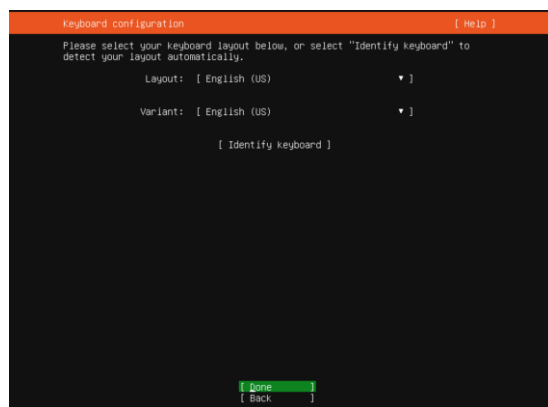 Keyboard configuration [ Help ]
Please select your keyboard layout below, or select "Identify keyboard" to
detect your layout automatically.
Layout: [ English (US) ▾ ]
Variant: [ English (US) ▾ ]
[ Identify keyboard ]
[ Done ]
[ Back ]